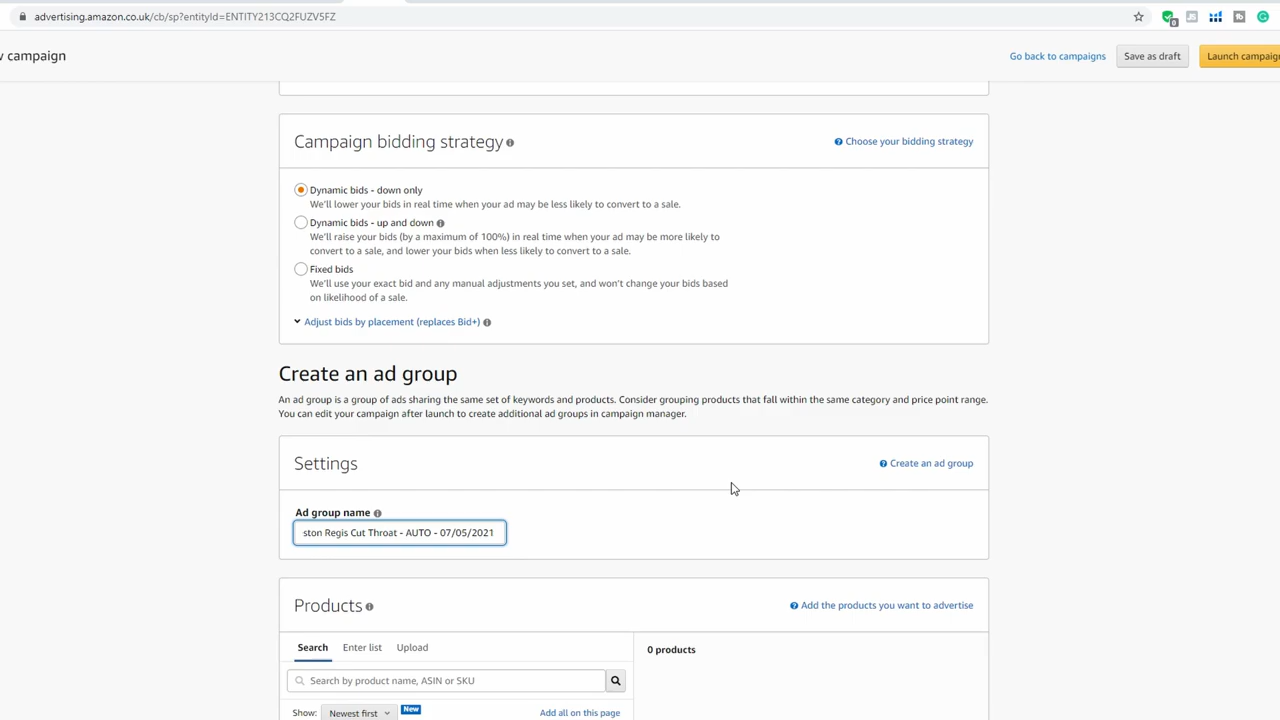 advertising.amazon.co.uk/cb/sp?entityId=ENTITY213CQ2FUZV5FZ
campaign
Go back to campaigns
Save as draft
Launch campaign
Campaign bidding strategy
Choose your bidding strategy
Dynamic bids - down only
We'll lower your bids in real time when your ad may be less likely to convert to a sale.
Dynamic bids - up and down
We'll raise your bids (by a maximum of 100%) in real time when your ad may be more likely to
convert to a sale, and lower your bids when less likely to convert to a sale.
Fixed bids
We'll use your exact bid and any manual adjustments you set, and won't change your bids based
on likelihood of a sale.
Adjust bids by placement (replaces Bid+)
Create an ad group
An ad group is a group of ads sharing the same set of keywords and products. Consider grouping products that fall within the same category and price point range.
You can edit your campaign after launch to create additional ad groups in campaign manager.
Settings
Create an ad group
Ad group name
ston Regis Cut Throat - AUTO - 07/05/2021
Products
Add the products you want to advertise
Search
Enter list
Upload
0 products
Search by product name, ASIN or SKU
Show:
Newest first
New
Add all on this page